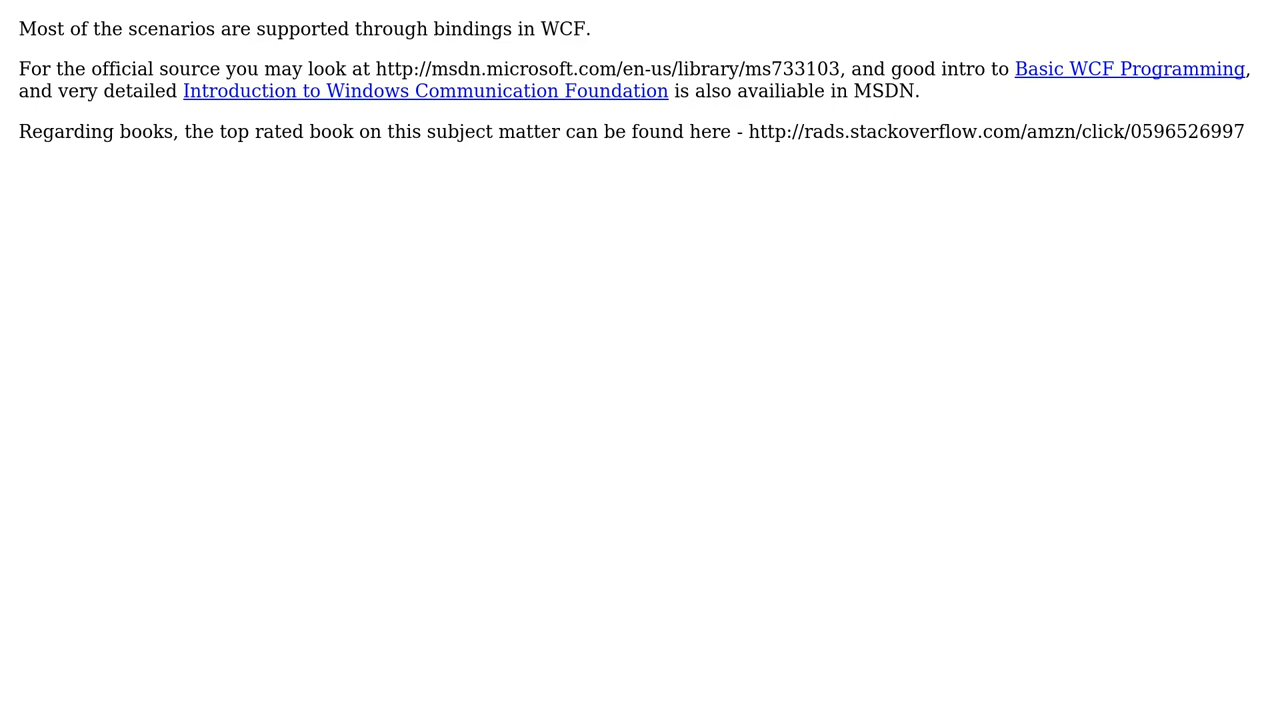 Most of the scenarios are supported through bindings in WCF.
For the official source you may look at http://msdn.microsoft.com/en-us/library/ms733103, and good intro to Basic WCF Programming,
and very detailed Introduction to Windows Communication Foundation is also availiable in MSDN.
Regarding books, the top rated book on this subject matter can be found here - http://rads.stackoverflow.com/amzn/click/0596526997